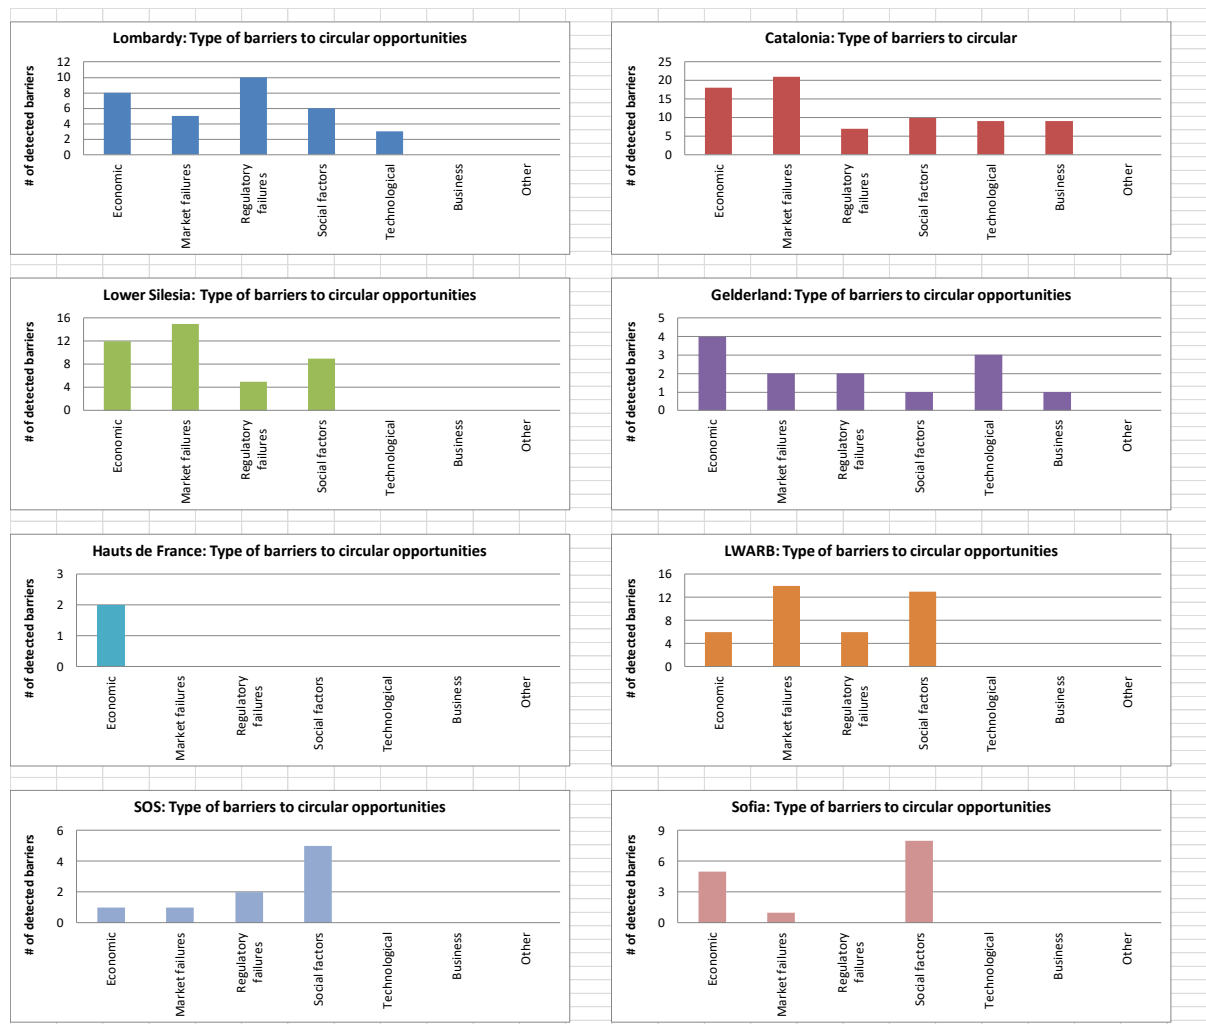 Lombardy: Type of barriers to circular opportunities
# of detected barriers
12
10
8
6
4
2
0
Economic
Market failures
Regulatory
failures
Social factors
Technological
Business
Other
Catalonia: Type of barriers to circular
# of detected barriers
25
20
15
10
5
0
Economic
Market failures
Regulatory
failures
Social factors
Technological
Business
Other
Lower Silesia: Type of barriers to circular opportunities
# of detected barriers
16
12
8
4
0
Economic
Market failures
Regulatory
failures
Social factors
Technological
Business
Other
Gelderland: Type of barriers to circular opportunities
# of detected barriers
5
4
3
2
1
0
Economic
Market failures
Regulatory
failures
Social factors
Technological
Business
Other
Hauts de France: Type of barriers to circular opportunities
# of detected barriers
3
2
1
0
Economic
Market failures
Regulatory
failures
Social factors
Technological
Business
Other
LWARB: Type of barriers to circular opportunities
# of detected barriers
16
12
8
4
0
Economic
Market failures
Regulatory
failures
Social factors
Technological
Business
Other
SOS: Type of barriers to circular opportunities
# of detected barriers
6
4
2
0
Economic
Market failures
Regulatory
failures
Social factors
Technological
Business
Other
Sofia: Type of barriers to circular opportunities
# of detected barriers
9
6
3
0
Economic
Market failures
Regulatory
failures
Social factors
Technological
Business
Other